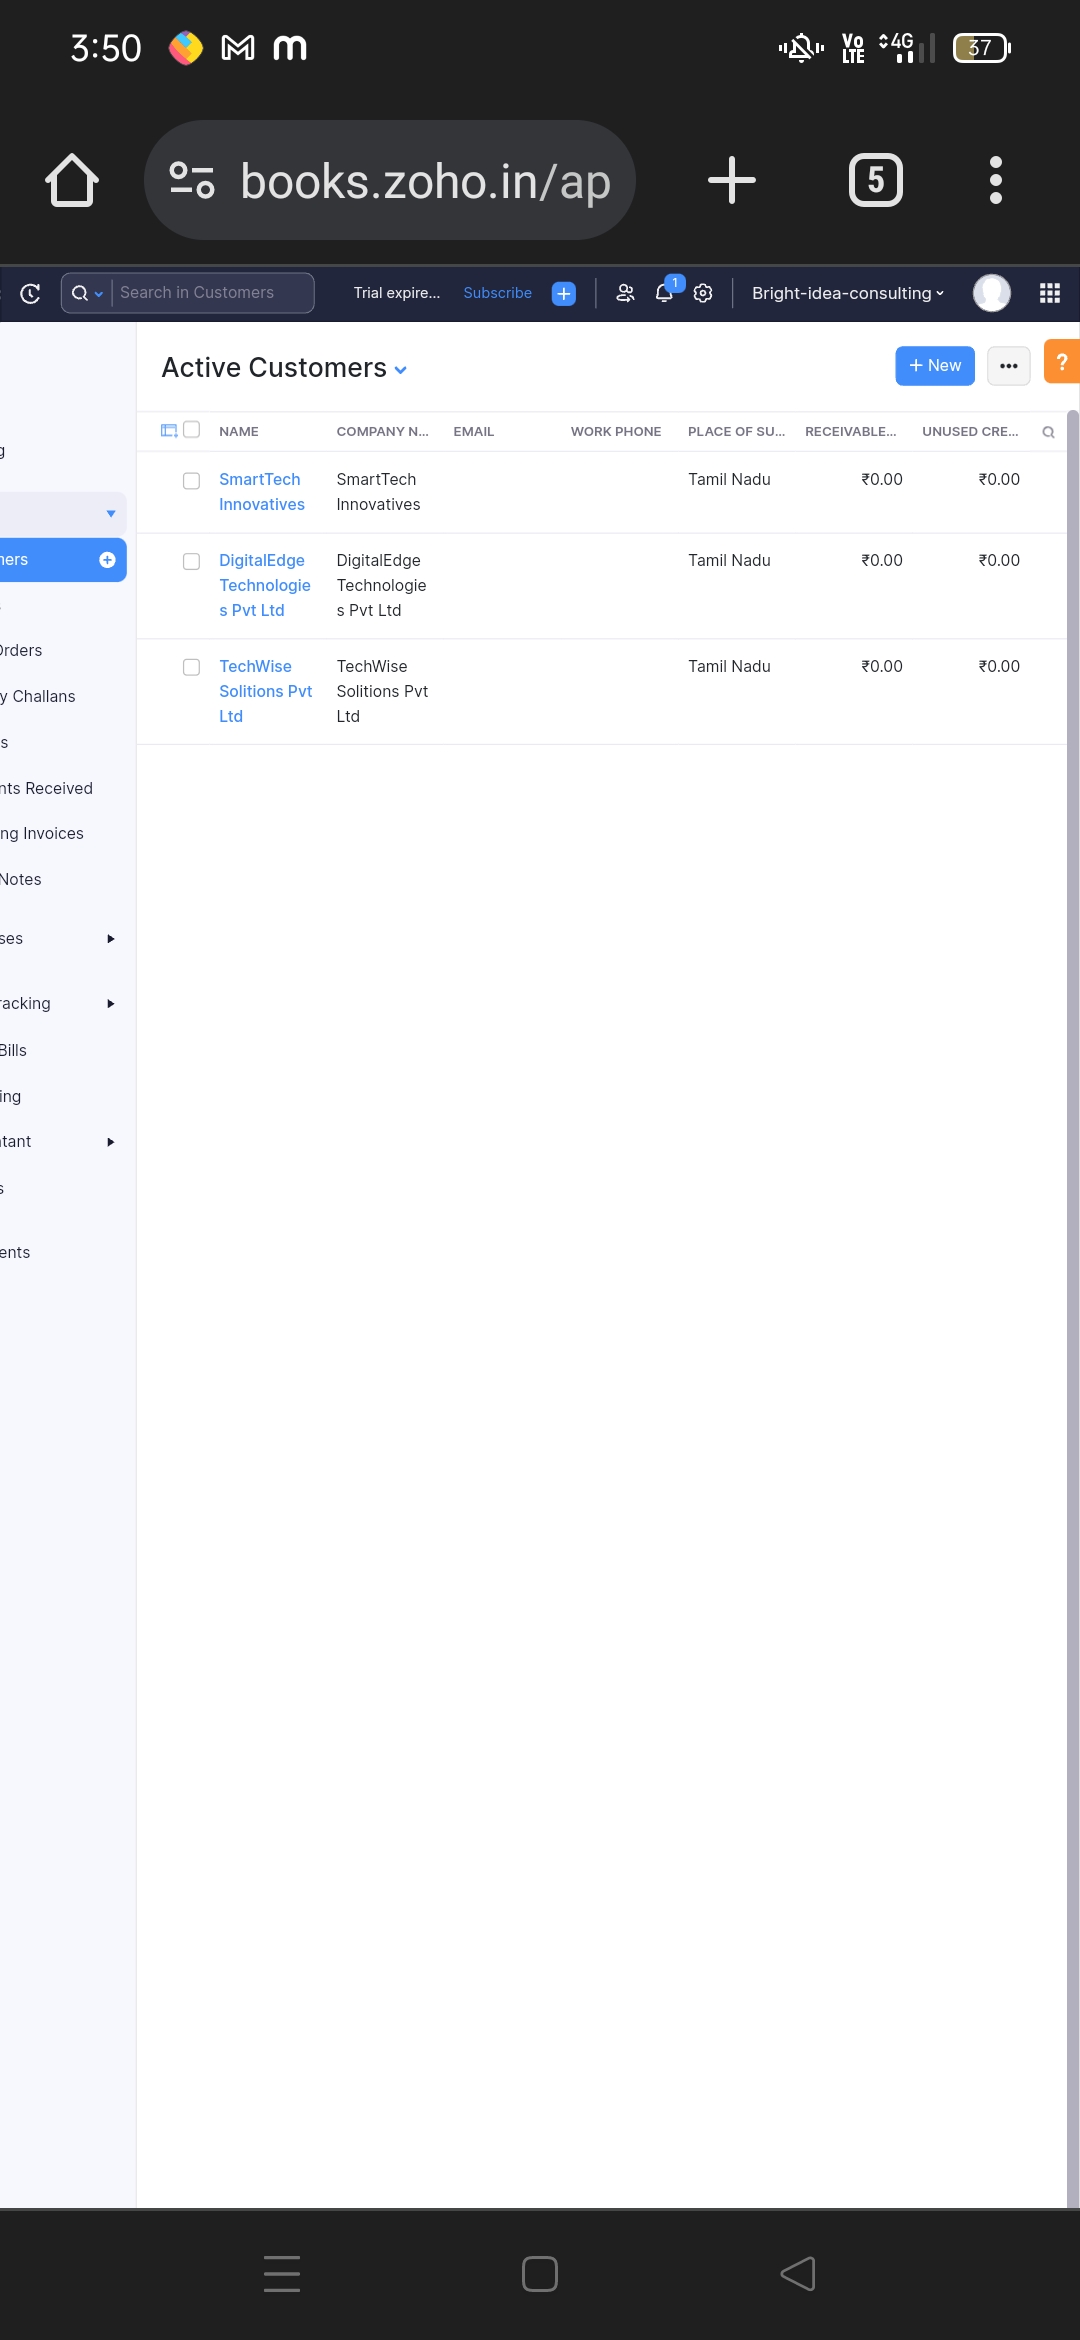 3:50
Vo
LTE
4G
37
books.zoho.in/ap
5
Search in Customers
Trial expire...
Subscribe
1
Bright-idea-consulting
Active Customers
+ New
?
NAME
COMPANY N...
EMAIL
WORK PHONE
PLACE OF SU...
RECEIVABLE...
UNUSED CRE...
SmartTech
Innovatives
SmartTech
Innovatives
Tamil Nadu
₹0.00
₹0.00
DigitalEdge
Technologie
s Pvt Ltd
DigitalEdge
Technologie
s Pvt Ltd
Tamil Nadu
₹0.00
₹0.00
TechWise
Solitions Pvt
Ltd
TechWise
Solitions Pvt
Ltd
Tamil Nadu
₹0.00
₹0.00
g
ners
Orders
y Challans
s
nts Received
ng Invoices
Notes
ses
racking
Bills
ing
ntant
s
ents